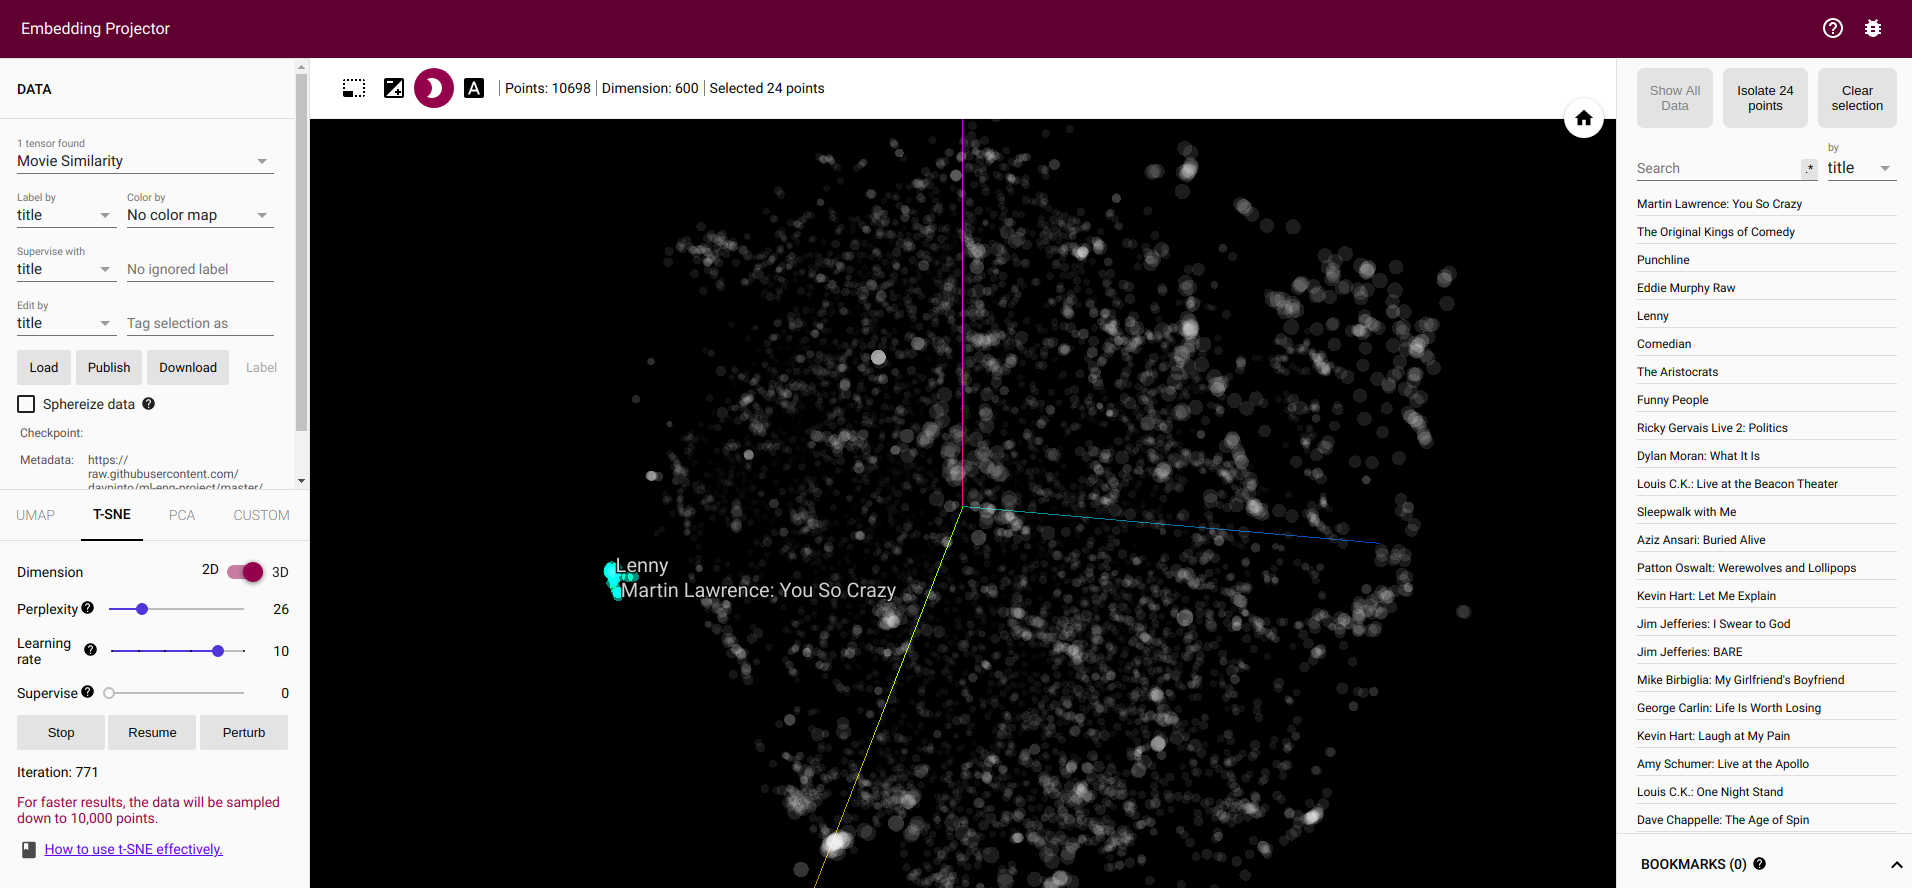 Embedding Projector
DATA
1 tensor found
Movie Similarity
Label by
Color by
title
No color map
Supervise with
title
No ignored label
Edit by
title
Tag selection as
Load
Publish
Download
Label
Sphereize data
Checkpoint:
Metadata:
https://
raw.githubusercontent.com/
davpinto/ml-eng-project/master/
UMAP
T-SNE
PCA
CUSTOM
Dimension
2D
3D
Perplexity
26
Learning
rate
10
Supervise
0
Stop
Resume
Perturb
Iteration: 771
For faster results, the data will be sampled
down to 10,000 points.
How to use t-SNE effectively.
A
Points: 10698
Dimension: 600
Selected 24 points
Lenny
Martin Lawrence: You So Crazy
Show All
Data
Isolate 24
points
Clear
selection
Search
.*
by
title
Martin Lawrence: You So Crazy
The Original Kings of Comedy
Punchline
Eddie Murphy Raw
Lenny
Comedian
The Aristocrats
Funny People
Ricky Gervais Live 2: Politics
Dylan Moran: What It Is
Louis C.K.: Live at the Beacon Theater
Sleepwalk with Me
Aziz Ansari: Buried Alive
Patton Oswalt: Werewolves and Lollipops
Kevin Hart: Let Me Explain
Jim Jefferies: I Swear to God
Jim Jefferies: BARE
Mike Birbiglia: My Girlfriend's Boyfriend
George Carlin: Life Is Worth Losing
Kevin Hart: Laugh at My Pain
Amy Schumer: Live at the Apollo
Louis C.K.: One Night Stand
Dave Chappelle: The Age of Spin
BOOKMARKS (0)